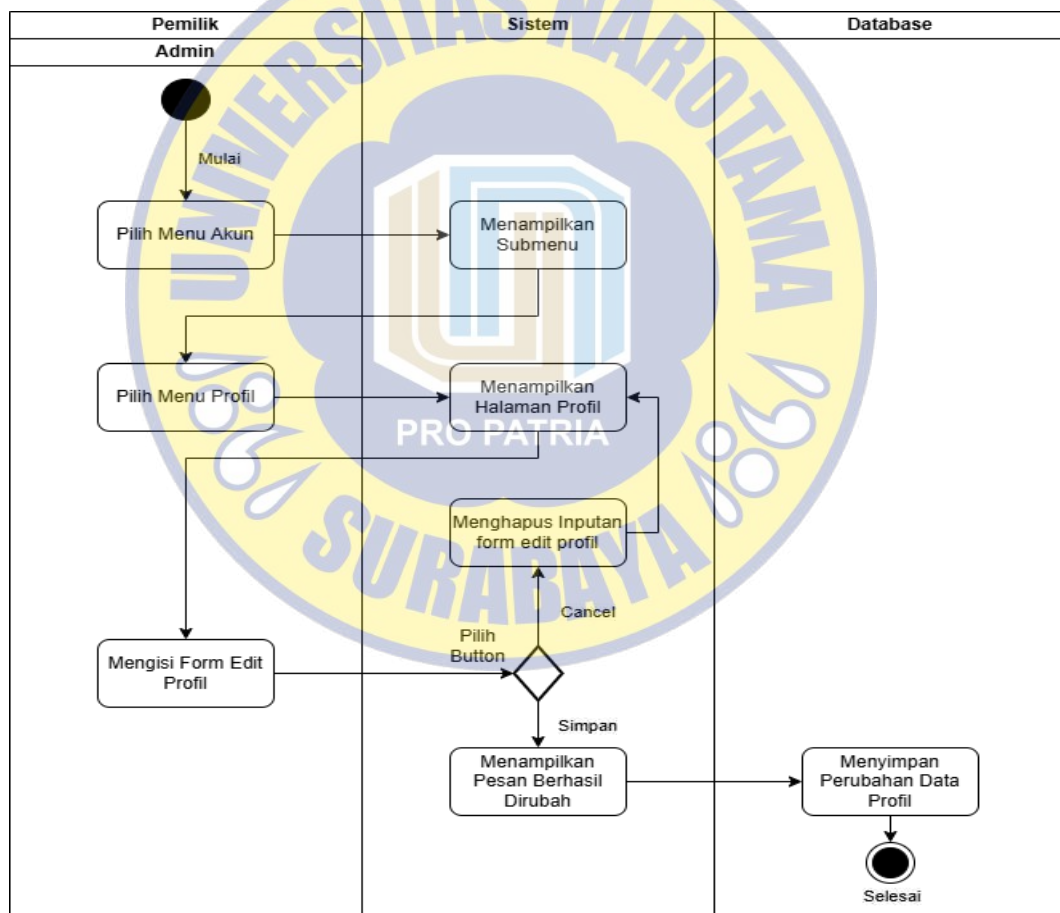 Pemilik
Sistem
Database
Admin
Mulai
Pilih Menu Akun
Menampilkan
Submenu
Pilih Menu Profil
Menampilkan
Halaman Profil
PRO PATRIA
Menghapus Inputan
form edit profil
Cancel
Pilih
Button
Mengisi Form Edit
Profil
Simpan
Menampilkan
Pesan Berhasil
Dirubah
Menyimpan
Perubahan Data
Profil
Selesai
UNIVERSITAS NAROTAMA
SURABAYA